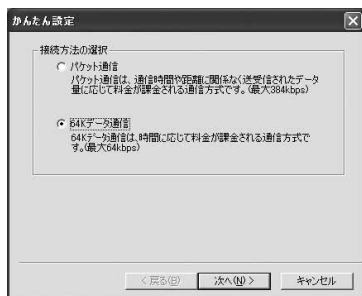 かんたん設定
接続方法の選択
パケット通信
パケット通信は、通信時間や距離に関係なく送受信されたデータ
量に応じて料金が課金される通信方式です。(最大384kbps)
64Kデータ通信
64Kデータ通信は、時間に応じて料金が課金される通信方式で
す。(最大64kbps)
< 戻る(B)
次へ(N) >
キャンセル